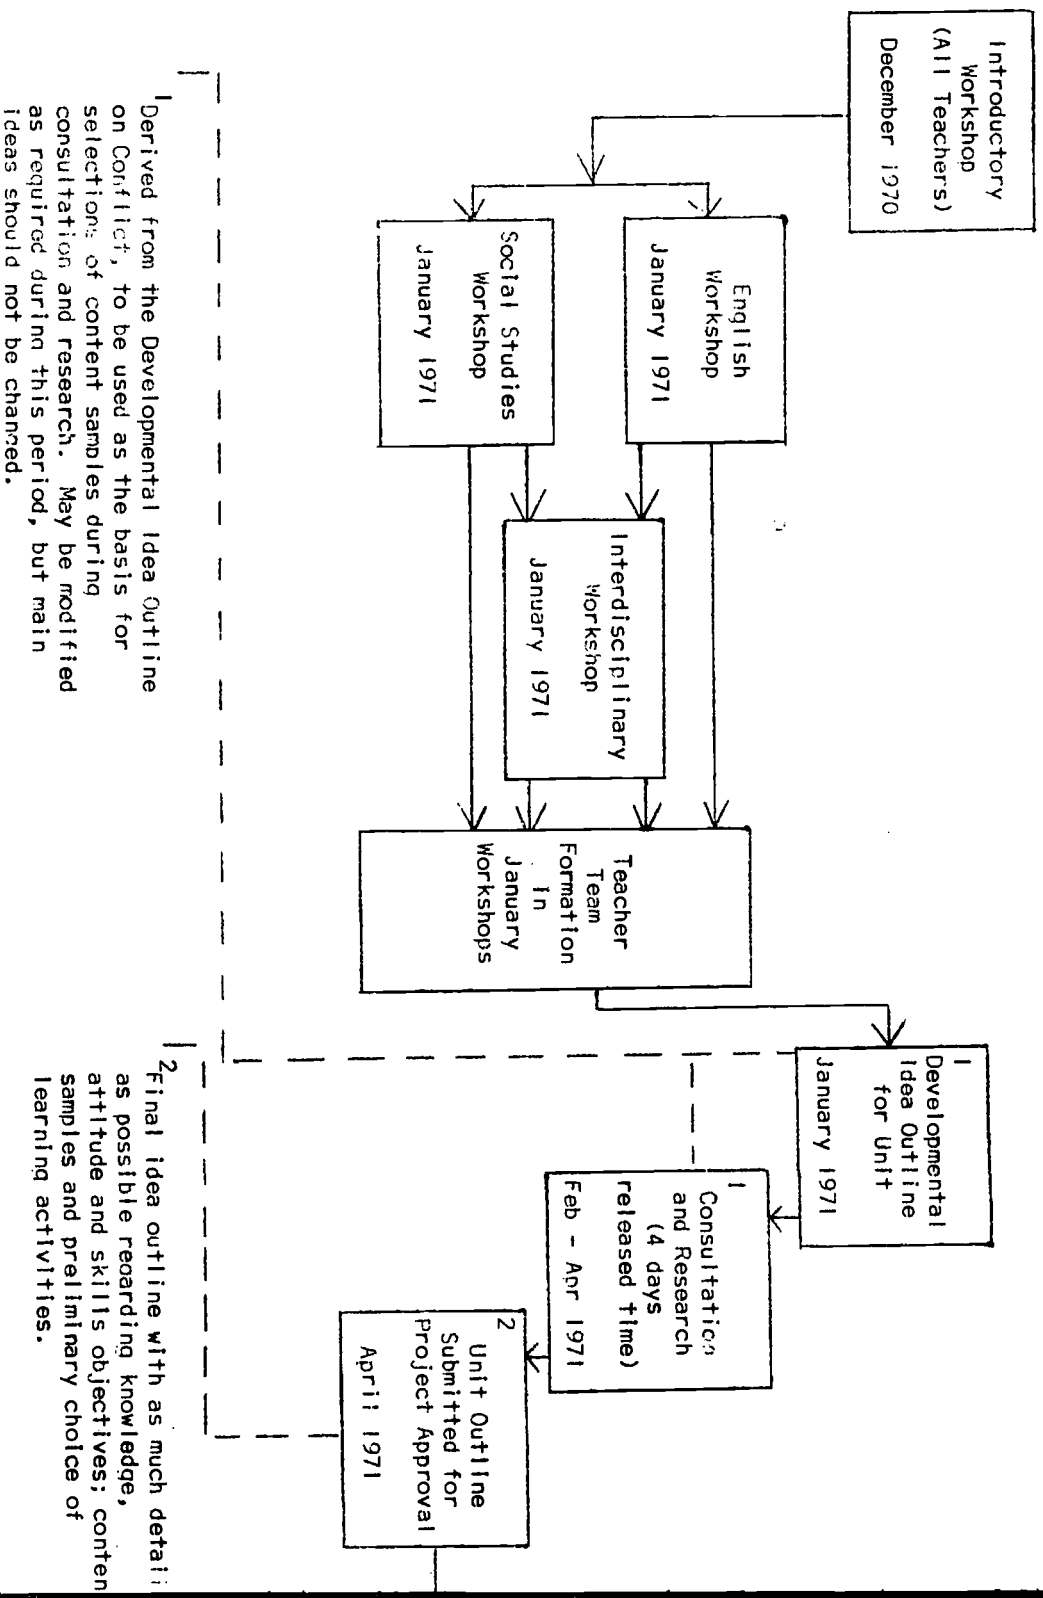 Introductory
Workshop
(All Teachers)
December 1970
English
Workshop
January 1971
Social Studies
Workshop
January 1971
Interdisciplinary
Workshop
January 1971
Teacher
Team
Formation
In
January
Workshops
1
Developmental
Idea Outline
for Unit
January 1971
1
Consultation
and Research
(4 days
released time)
Feb - Apr 1971
2
Unit Outline
Submitted for
Project Approval
April 1971
1Derived from the Developmental Idea Outline
on Conflict, to be used as the basis for
selections of content samples during
consultation and research. May be modified
as required during this period, but main
ideas should not be changed.
2Final idea outline with as much detail
as possible regarding knowledge,
attitude and skills objectives; conten
samples and preliminary choice of
learning activities.